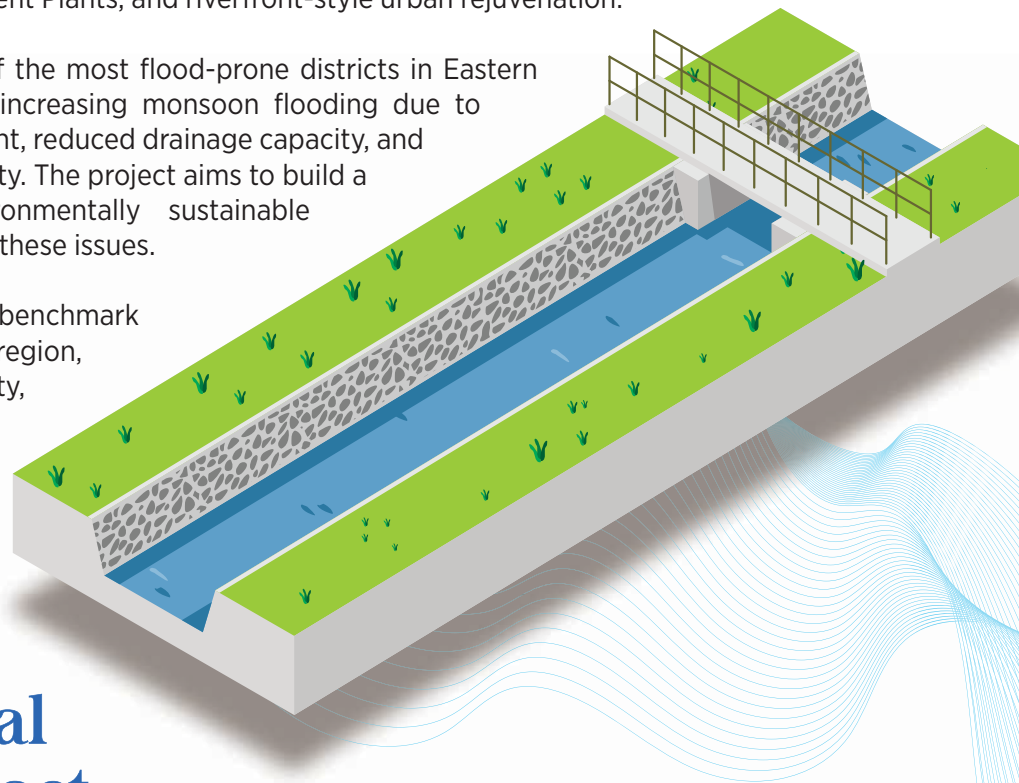 ent Plants, and riverfront-style urban rejuvenation.
f the most flood-prone districts in Eastern
increasing monsoon flooding due to
nt, reduced drainage capacity, and
ty. The project aims to build a
ronmentally sustainable
these issues.
benchmark
region,
ty,
al